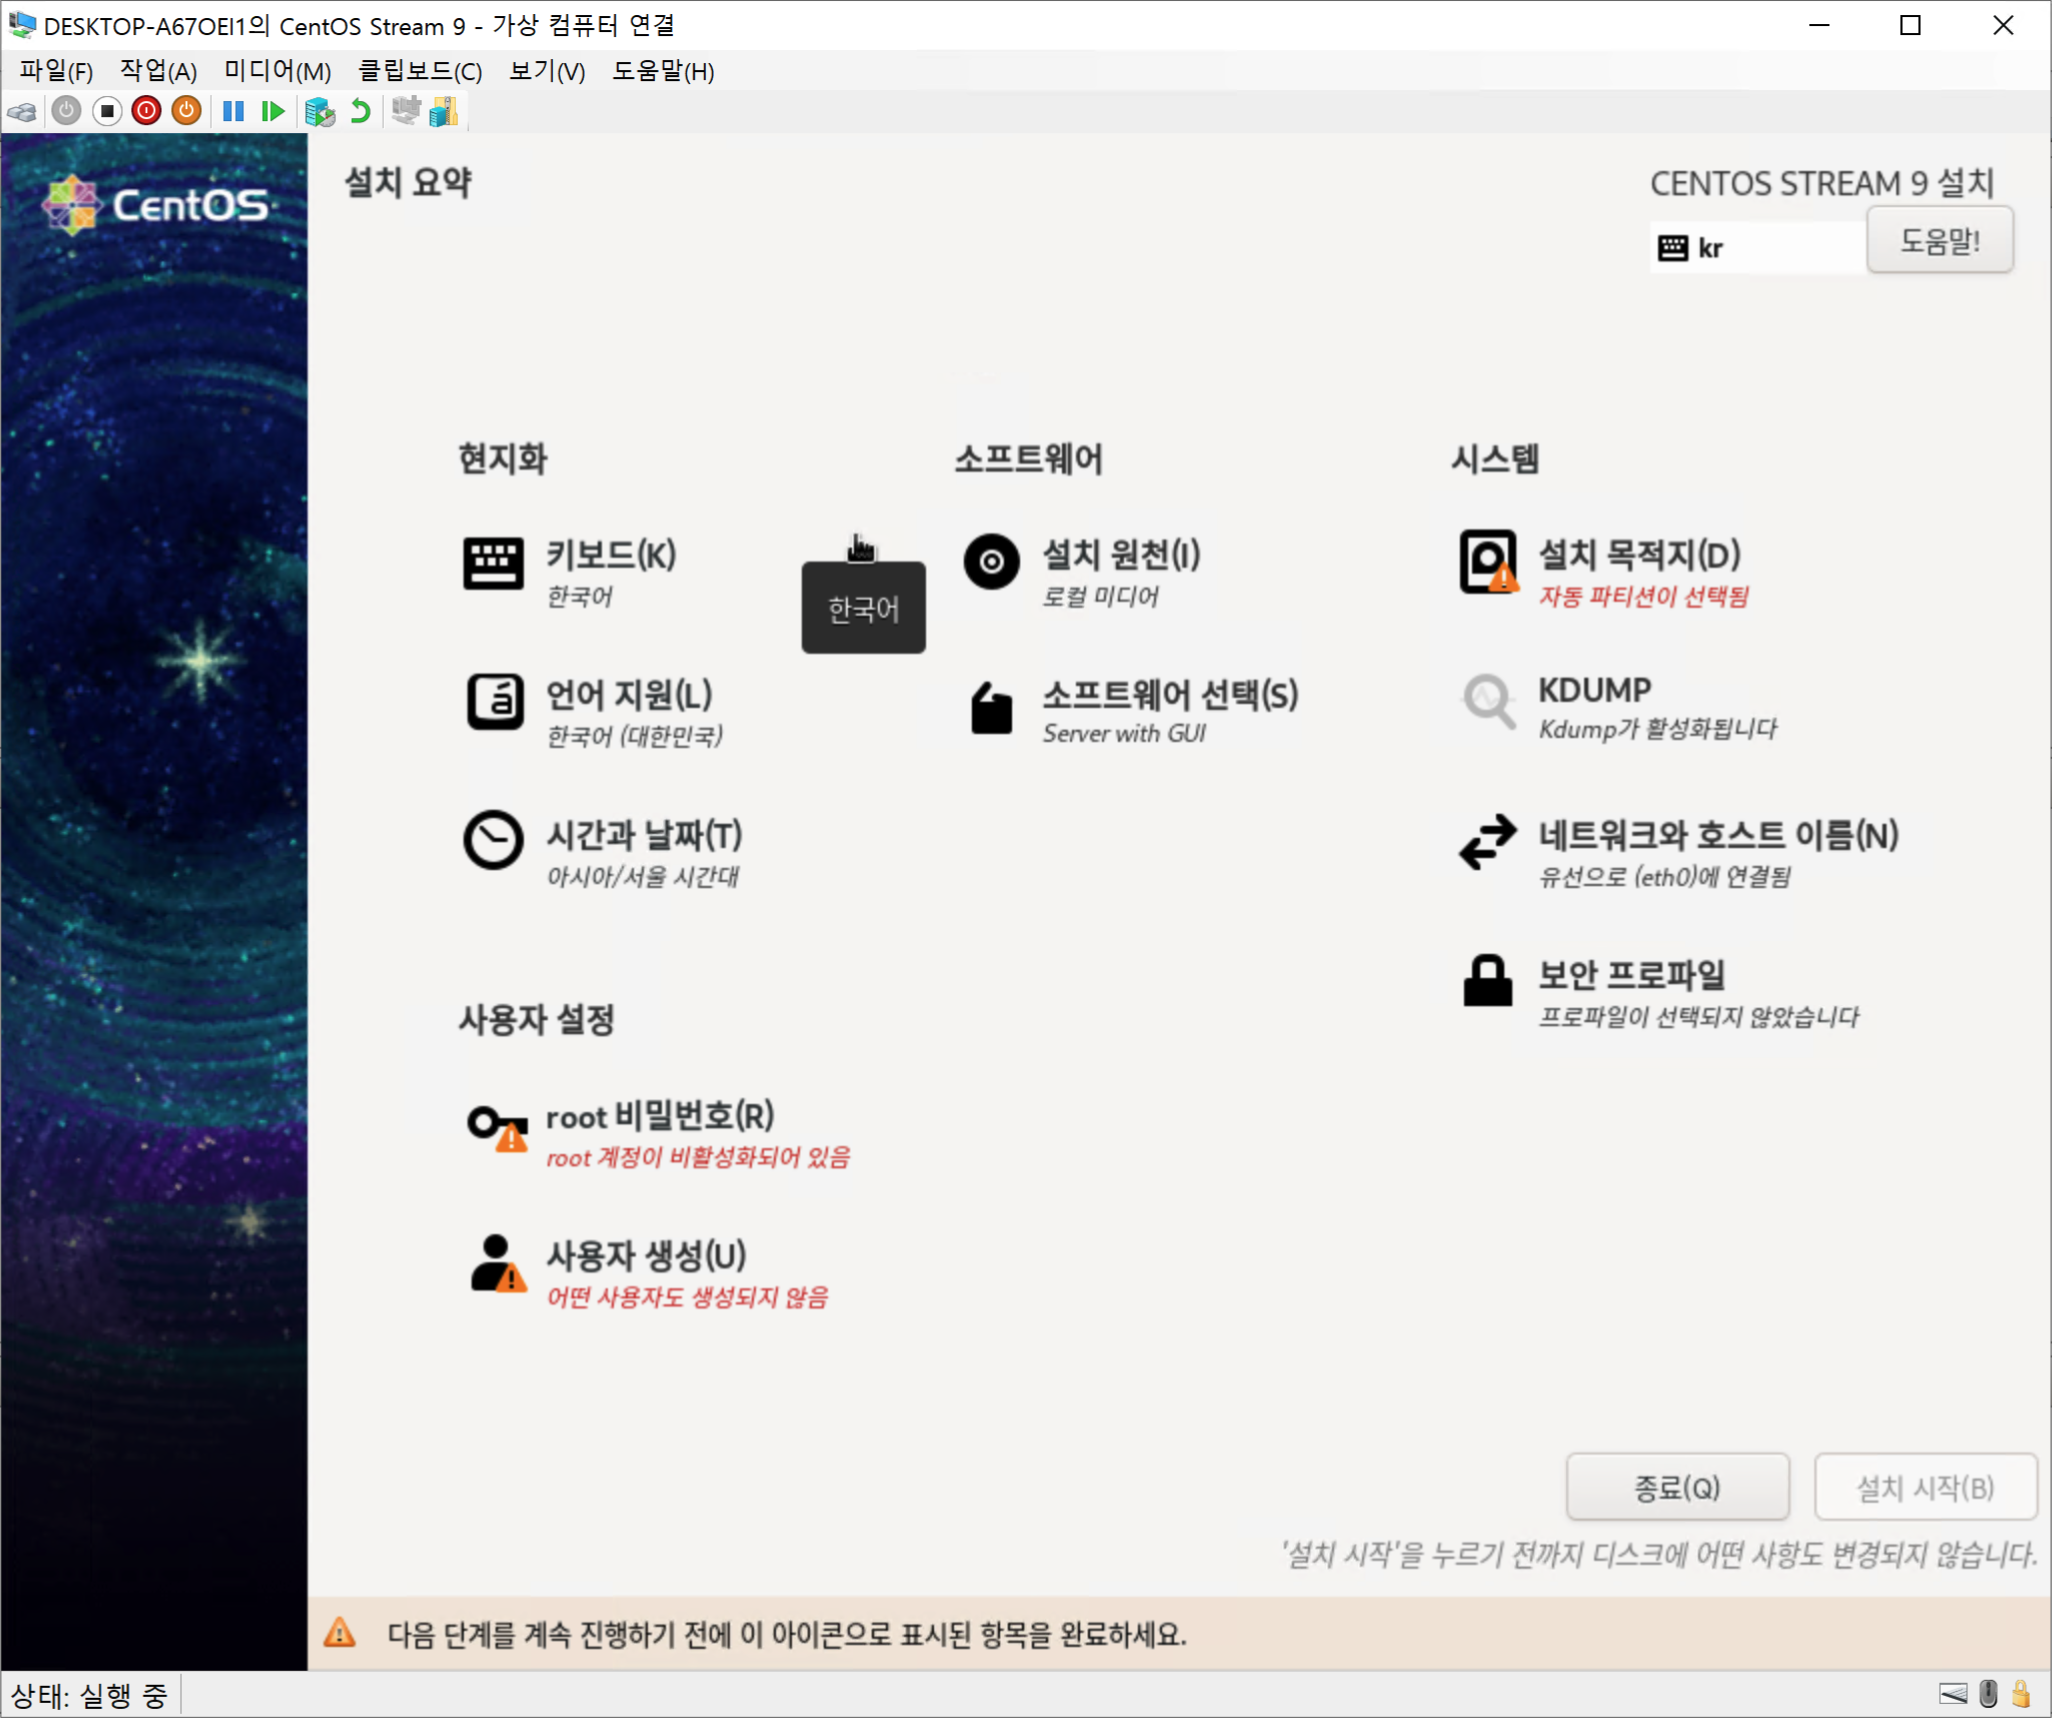 DESKTOP-A67OEI1의 CentOS Stream 9 - 가상 컴퓨터 연결
파일(F) 작업(A) 미디어(M) 클립보드(C) 보기(V) 도움말(H)
CentOS
설치 요약
CENTOS STREAM 9 설치
kr
도움말!
현지화
키보드(K)
한국어
한국어
언어 지원(L)
한국어 (대한민국)
시간과 날짜(T)
아시아/서울 시간대
소프트웨어
설치 원천(I)
로컬 미디어
소프트웨어 선택(S)
Server with GUI
시스템
설치 목적지(D)
자동 파티션이 선택됨
KDUMP
Kdump가 활성화됩니다
네트워크와 호스트 이름(N)
유선으로 (eth0)에 연결됨
보안 프로파일
프로파일이 선택되지 않았습니다
사용자 설정
root 비밀번호(R)
root 계정이 비활성화되어 있음
사용자 생성(U)
어떤 사용자도 생성되지 않음
종료(Q)
설치 시작(B)
'설치 시작'을 누르기 전까지 디스크에 어떤 사항도 변경되지 않습니다.
다음 단계를 계속 진행하기 전에 이 아이콘으로 표시된 항목을 완료하세요.
상태: 실행 중